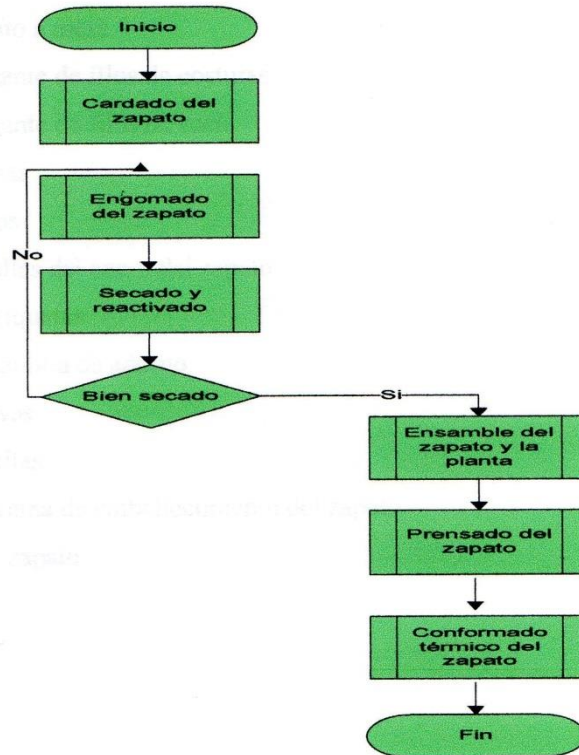 Inicio
Cardado del
zapato
Engomado
del zapato
No
Secado y
reactivado
Bien secado
Si
Ensamble del
zapato y la
planta
Prensado del
zapato
Conformado
térmico del
zapato
Fin